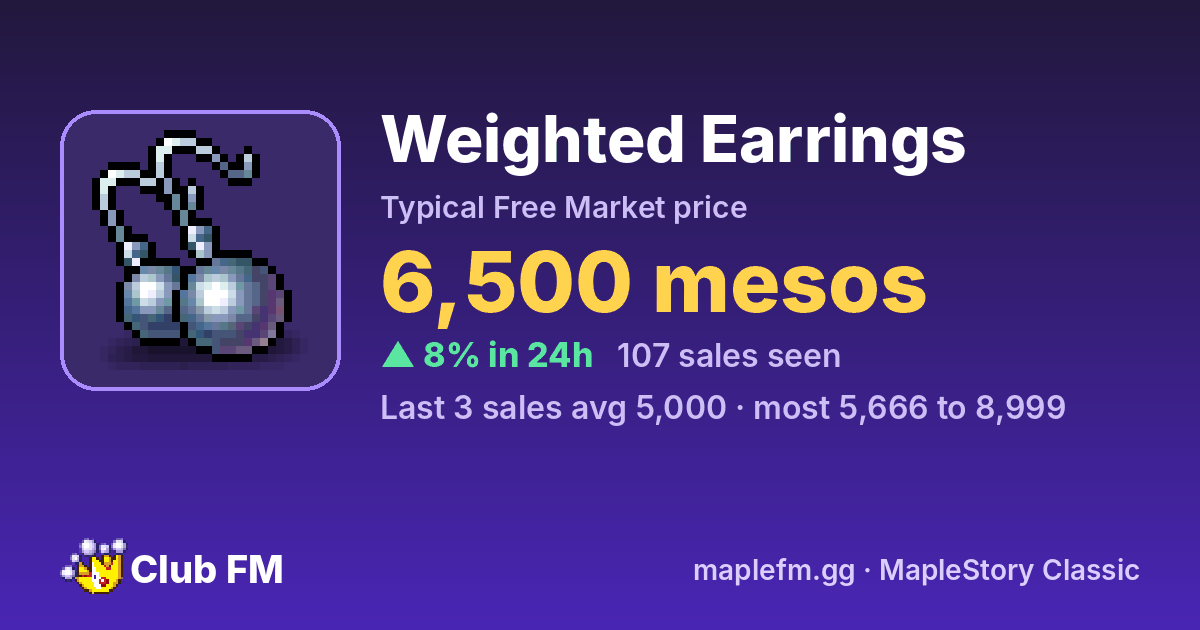 Weighted Earrings
Typical Free Market price
6,500 mesos
▲ 8% in 24h 107 sales seen
Last 3 sales avg 5,000 · most 5,666 to 8,999
Club FM
maplefm.gg · MapleStory Classic